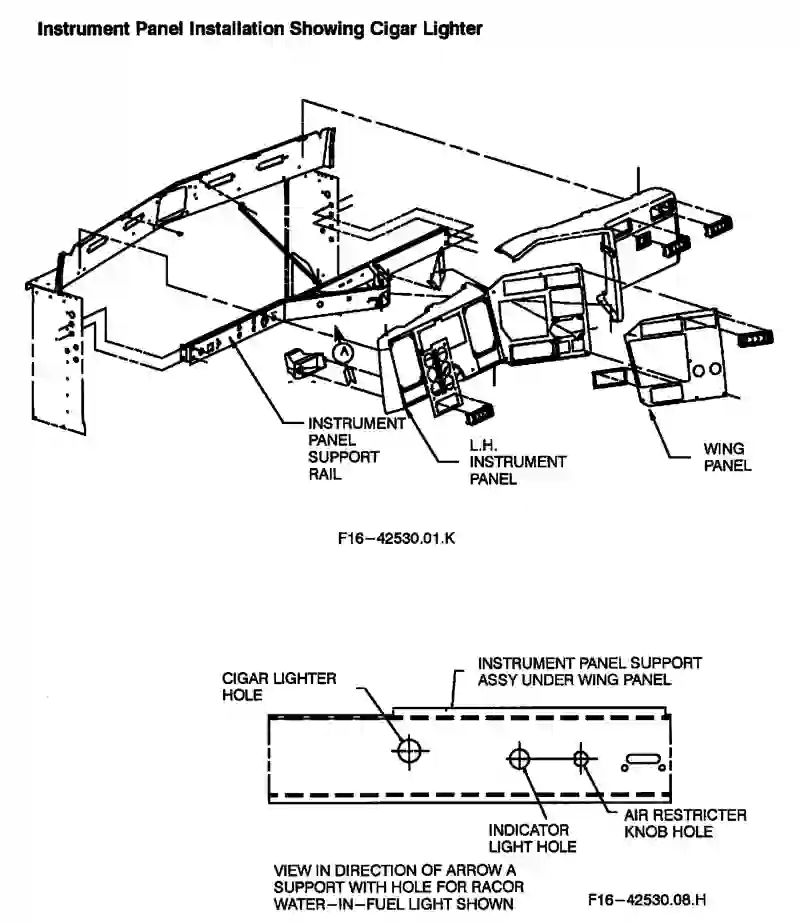 Instrument Panel Installation Showing Cigar Lighter
A
INSTRUMENT
PANEL
SUPPORT
RAIL
L.H.
INSTRUMENT
PANEL
WING
PANEL
F16-42530.01.K
CIGAR LIGHTER
HOLE
INSTRUMENT PANEL SUPPORT
ASSY UNDER WING PANEL
INDICATOR
LIGHT HOLE
AIR RESTRICTER
KNOB HOLE
VIEW IN DIRECTION OF ARROW A
SUPPORT WITH HOLE FOR RACOR
WATER-IN-FUEL LIGHT SHOWN
F16-42530.08.H